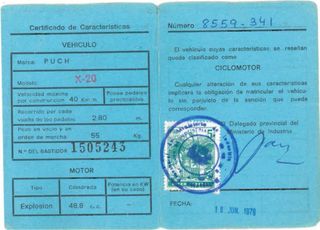 Certificado de Características
VEHICULO
Marca: PUCH
Modelo: X-20
Velocidad máxima por construcción 40 Km. h.
Posee pedales practicables
Recorrido por cada vuelta de los pedales 2.80 m.
Peso en vacío y en orden de marcha 55 Kg.
N.º DEL BASTIDOR 1505243
MOTOR
Tipo
Cilindrada
Potencia en KW (en su caso)
Explosión 48,8 c.c.
Número: 8559-341
El vehículo cuyas características se reseñan
queda clasificado como
CICLOMOTOR
Cualquier alteración de sus características
implicará la obligación de matricular el vehículo
sin perjuicio de la sanción que pueda
corresponder.
El Delegado provincial del
Ministerio de Industria
FECHA: